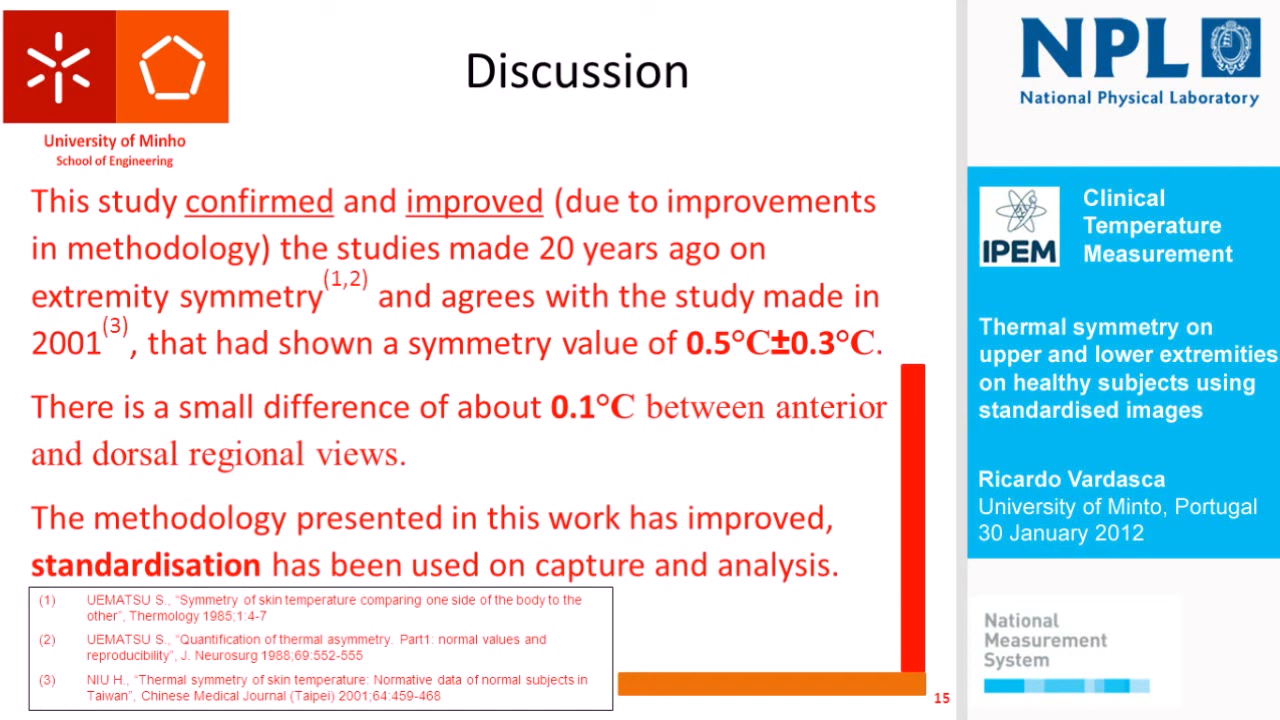 Discussion
University of Minho
School of Engineering
This study confirmed and improved (due to improvements
in methodology) the studies made 20 years ago on
extremity symmetry(1,2) and agrees with the study made in
2001(3), that had shown a symmetry value of 0.5°C±0.3°C.
There is a small difference of about 0.1°C between anterior
and dorsal regional views.
The methodology presented in this work has improved,
standardisation has been used on capture and analysis.
(1) UEMATSU S., “Symmetry of skin temperature comparing one side of the body to the
other”, Thermology 1985;1:4-7
(2) UEMATSU S., “Quantification of thermal asymmetry. Part1: normal values and
reproducibility”, J. Neurosurg 1988;69:552-555
(3) NIU H., “Thermal symmetry of skin temperature: Normative data of normal subjects in
Taiwan”, Chinese Medical Journal (Taipei) 2001;64:459-468
15
NPL
National Physical Laboratory
IPEM
Clinical
Temperature
Measurement
Thermal symmetry on
upper and lower extremities
on healthy subjects using
standardised images
Ricardo Vardasca
University of Minto, Portugal
30 January 2012
National
Measurement
System